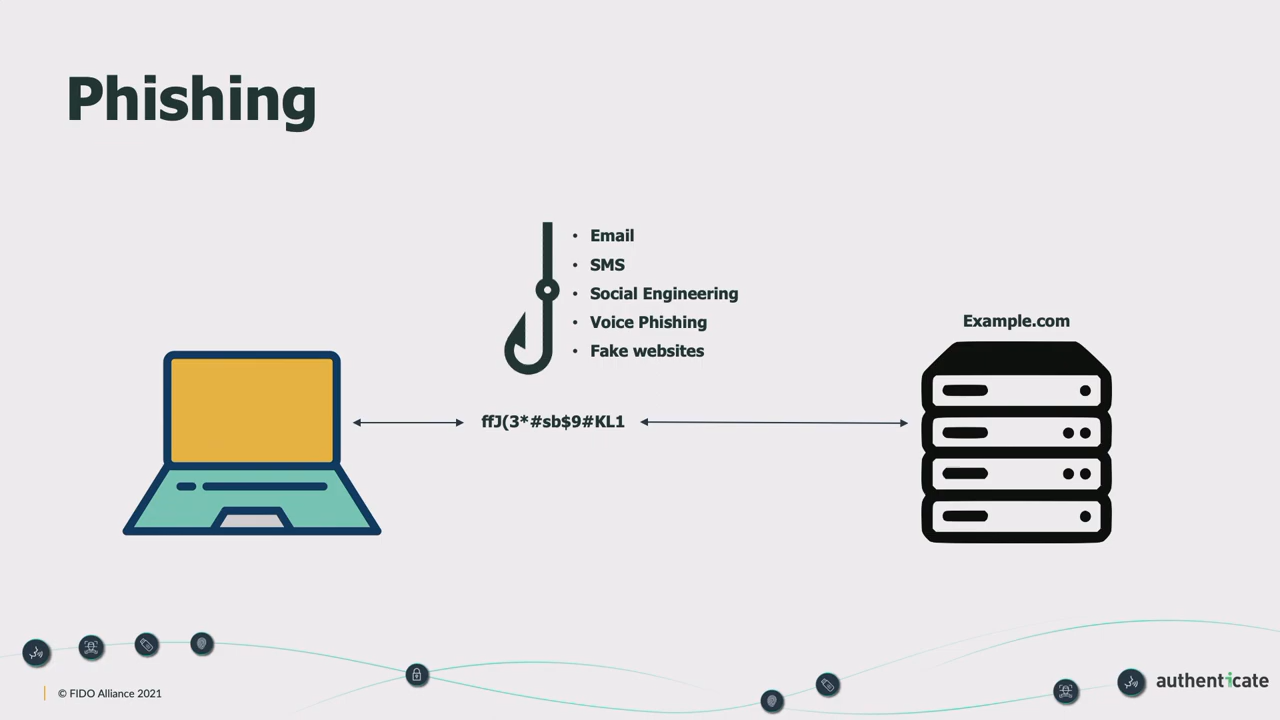 Phishing
• Email
• SMS
• Social Engineering
• Voice Phishing
• Fake websites
Example.com
ffJ(3*#sb$9#KL1
© FIDO Alliance 2021
authenticate